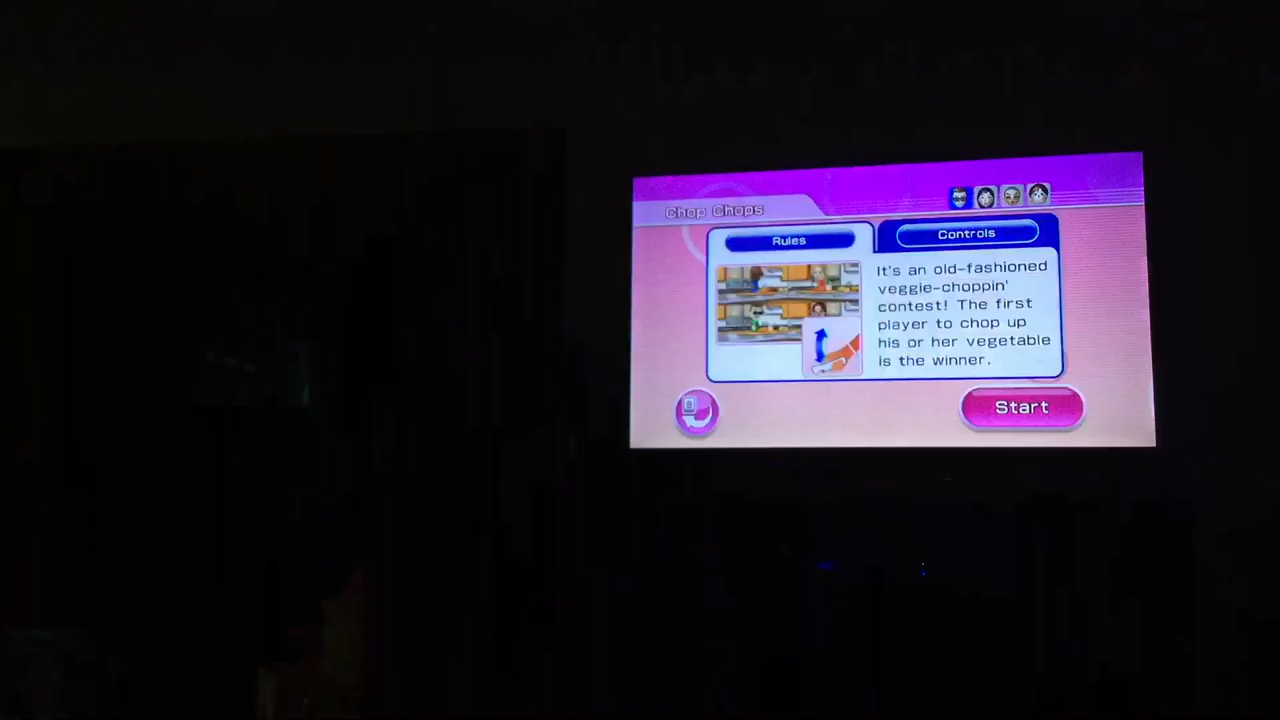 Chop Chops
Rules
Controls
It's an old-fashioned
veggie-choppin'
contest! The first
player to chop up
his or her vegetable
is the winner.
Start